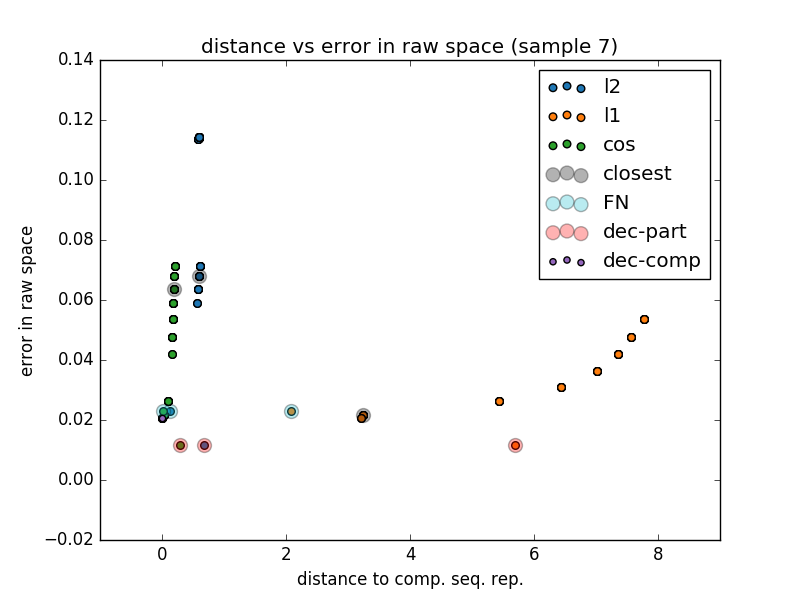 distance vs error in raw space (sample 7)
0.14
0.12
0.10
0.08
0.06
0.04
0.02
0.00
−0.02
error in raw space
l2
l1
cos
closest
FN
dec-part
dec-comp
0 2 4 6 8
distance to comp. seq. rep.